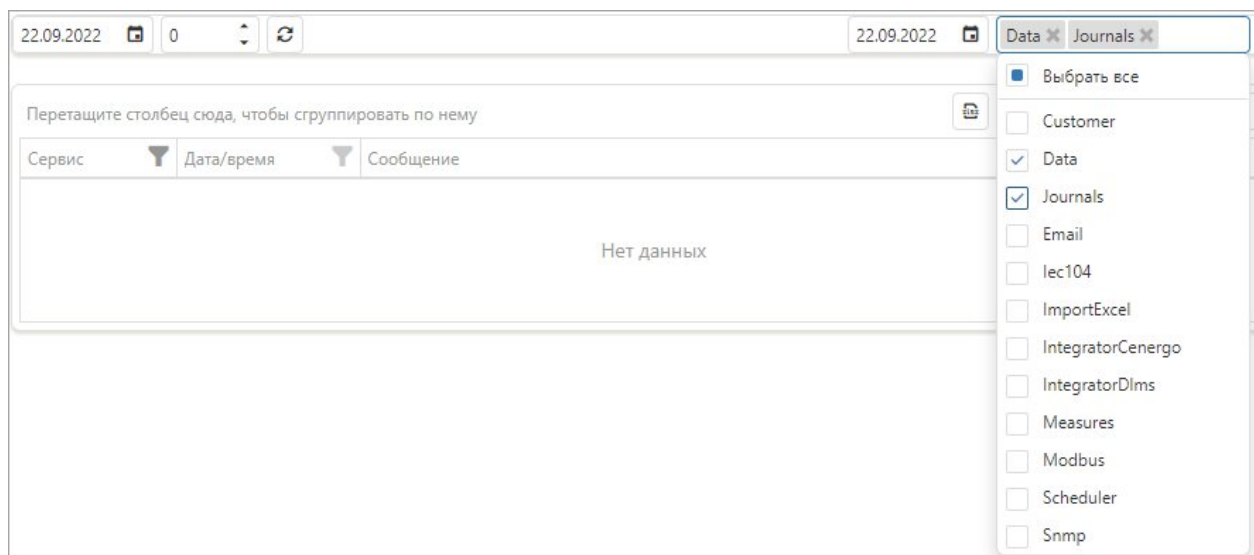 22.09.2022 0 22.09.2022 Data Journals
Выбрать все
Перетащите столбец сюда, чтобы сгруппировать по нему
Customer
Сервис Дата/время Сообщение
Data
Journals
Email
Нет данных
Iec104
ImportExcel
IntegratorCenergo
IntegratorDlms
Measures
Modbus
Scheduler
Snmp